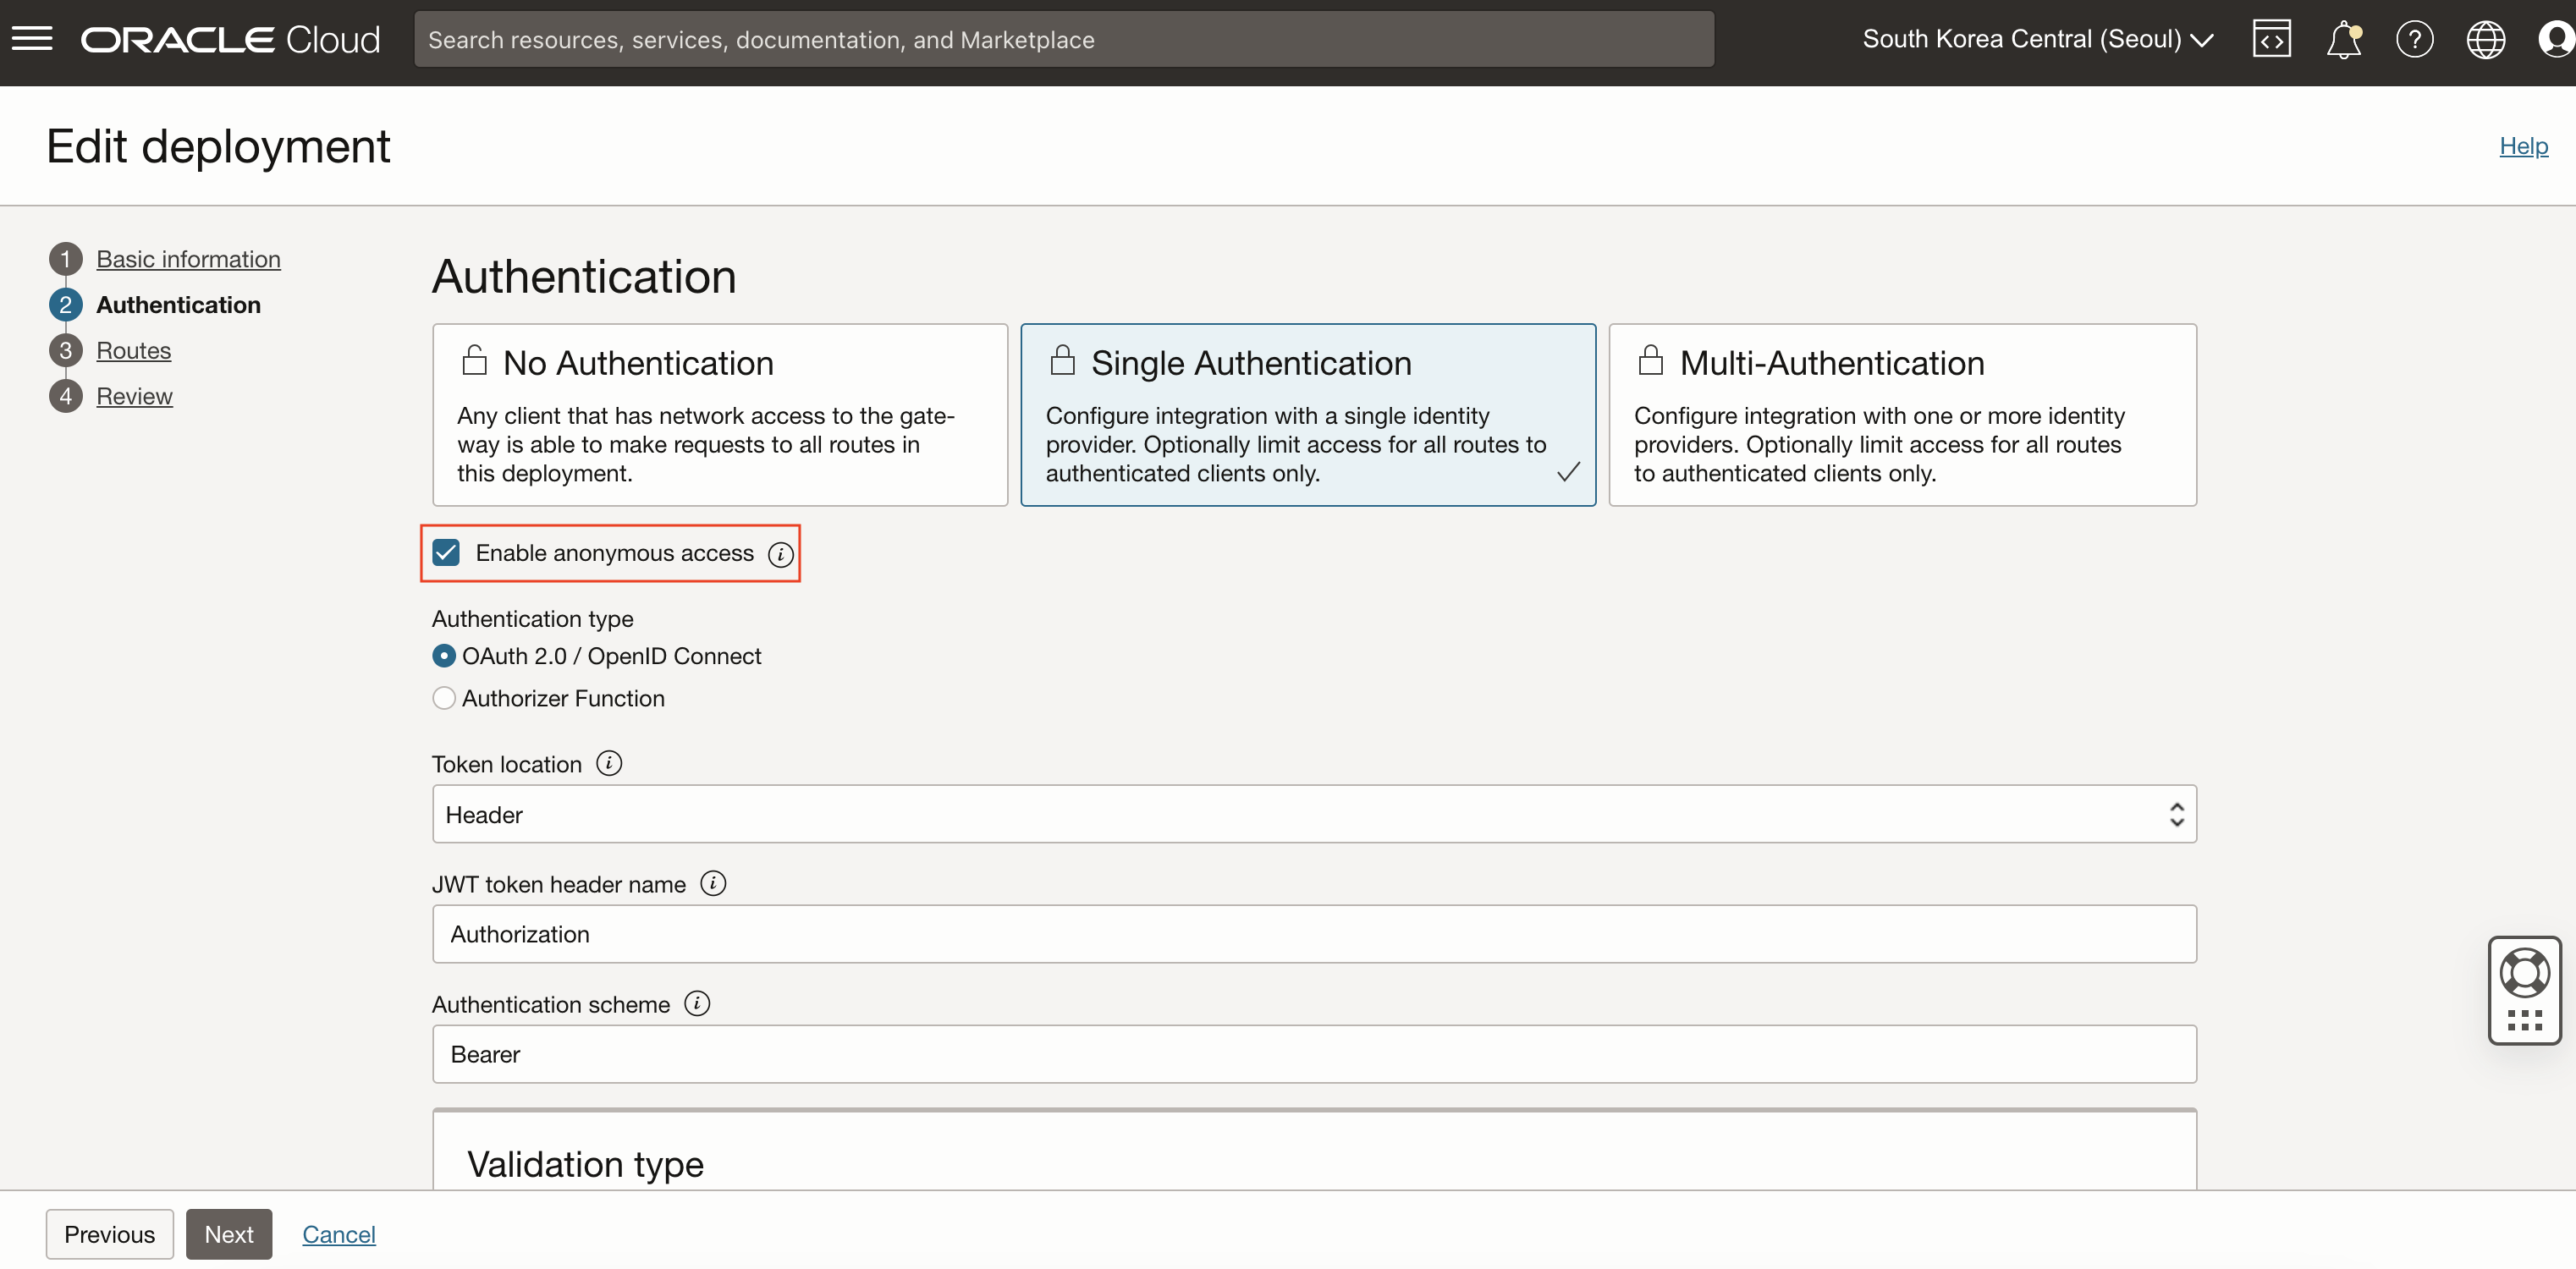 ORACLE Cloud
Search resources, services, documentation, and Marketplace
South Korea Central (Seoul)
Edit deployment
Help
1 Basic information
2 Authentication
3 Routes
4 Review
Authentication
No Authentication
Any client that has network access to the gate-
way is able to make requests to all routes in
this deployment.
Single Authentication
Configure integration with a single identity
provider. Optionally limit access for all routes to
authenticated clients only.
Multi-Authentication
Configure integration with one or more identity
providers. Optionally limit access for all routes
to authenticated clients only.
Enable anonymous access
Authentication type
OAuth 2.0 / OpenID Connect
Authorizer Function
Token location
Header
JWT token header name
Authorization
Authentication scheme
Bearer
Validation type
Previous
Next
Cancel